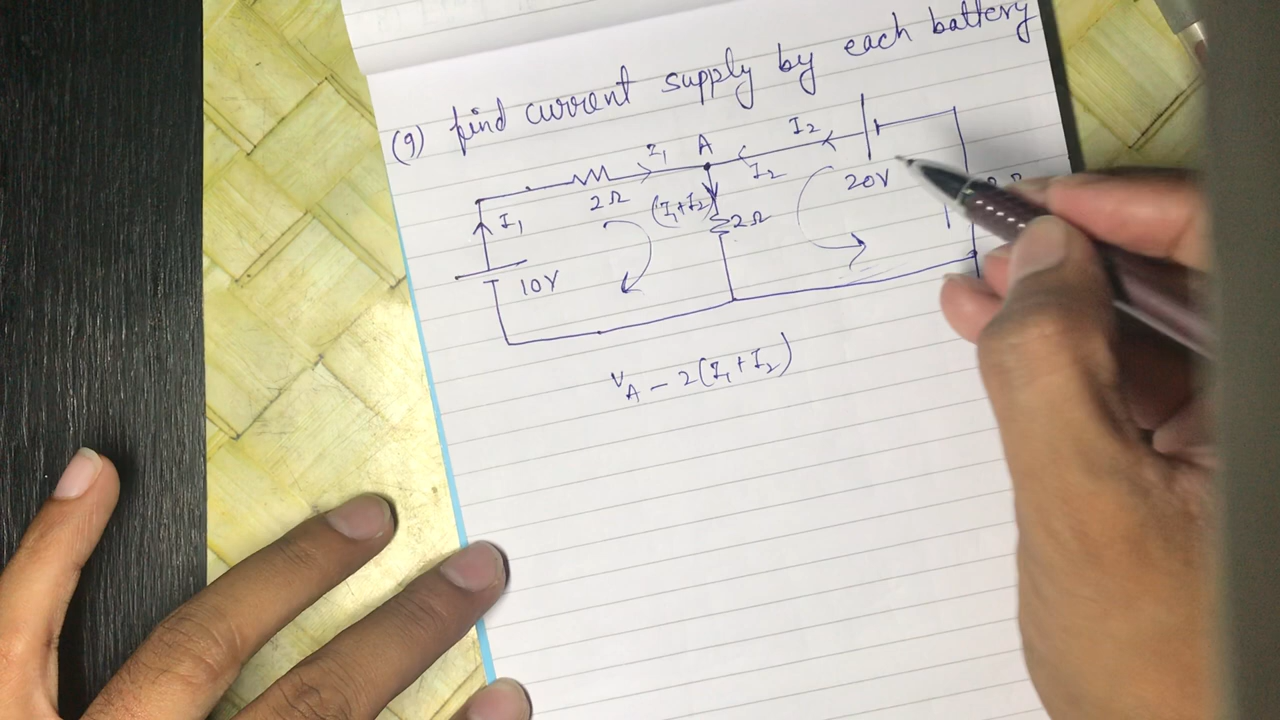 (9) find current supply by each battery
I₁ A I₂
2Ω (I₁+I₂) I₂
I₁ 2Ω 20V
10V
V_A - 2(I₁+I₂)